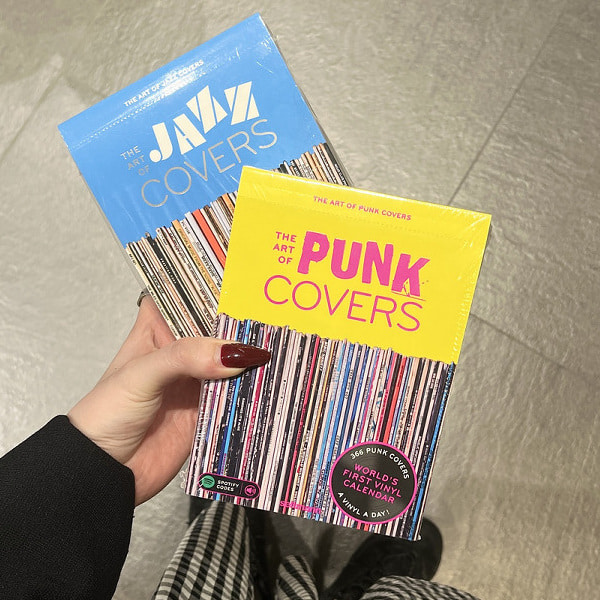 THE ART OF JAZZ COVERS
THE
ART
OF
JAZZ
COVERS
THE ART OF PUNK COVERS
THE
ART
OF
PUNK
COVERS
366 PUNK COVERS
WORLD'S
FIRST VINYL
CALENDAR
A VINYL A DAY!
SPOTIFY
CODES